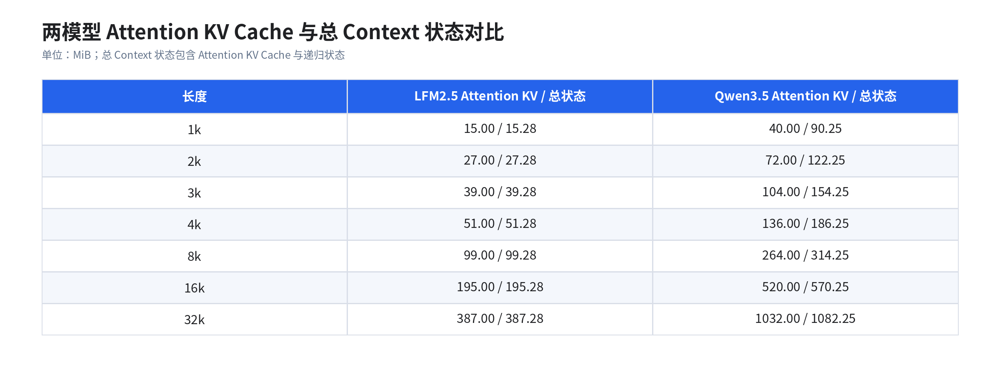 两模型 Attention KV Cache 与总 Context 状态对比
单位：MiB；总 Context 状态包含 Attention KV Cache 与递归状态
长度 LFM2.5 Attention KV / 总状态 Qwen3.5 Attention KV / 总状态
1k 15.00 / 15.28 40.00 / 90.25
2k 27.00 / 27.28 72.00 / 122.25
3k 39.00 / 39.28 104.00 / 154.25
4k 51.00 / 51.28 136.00 / 186.25
8k 99.00 / 99.28 264.00 / 314.25
16k 195.00 / 195.28 520.00 / 570.25
32k 387.00 / 387.28 1032.00 / 1082.25